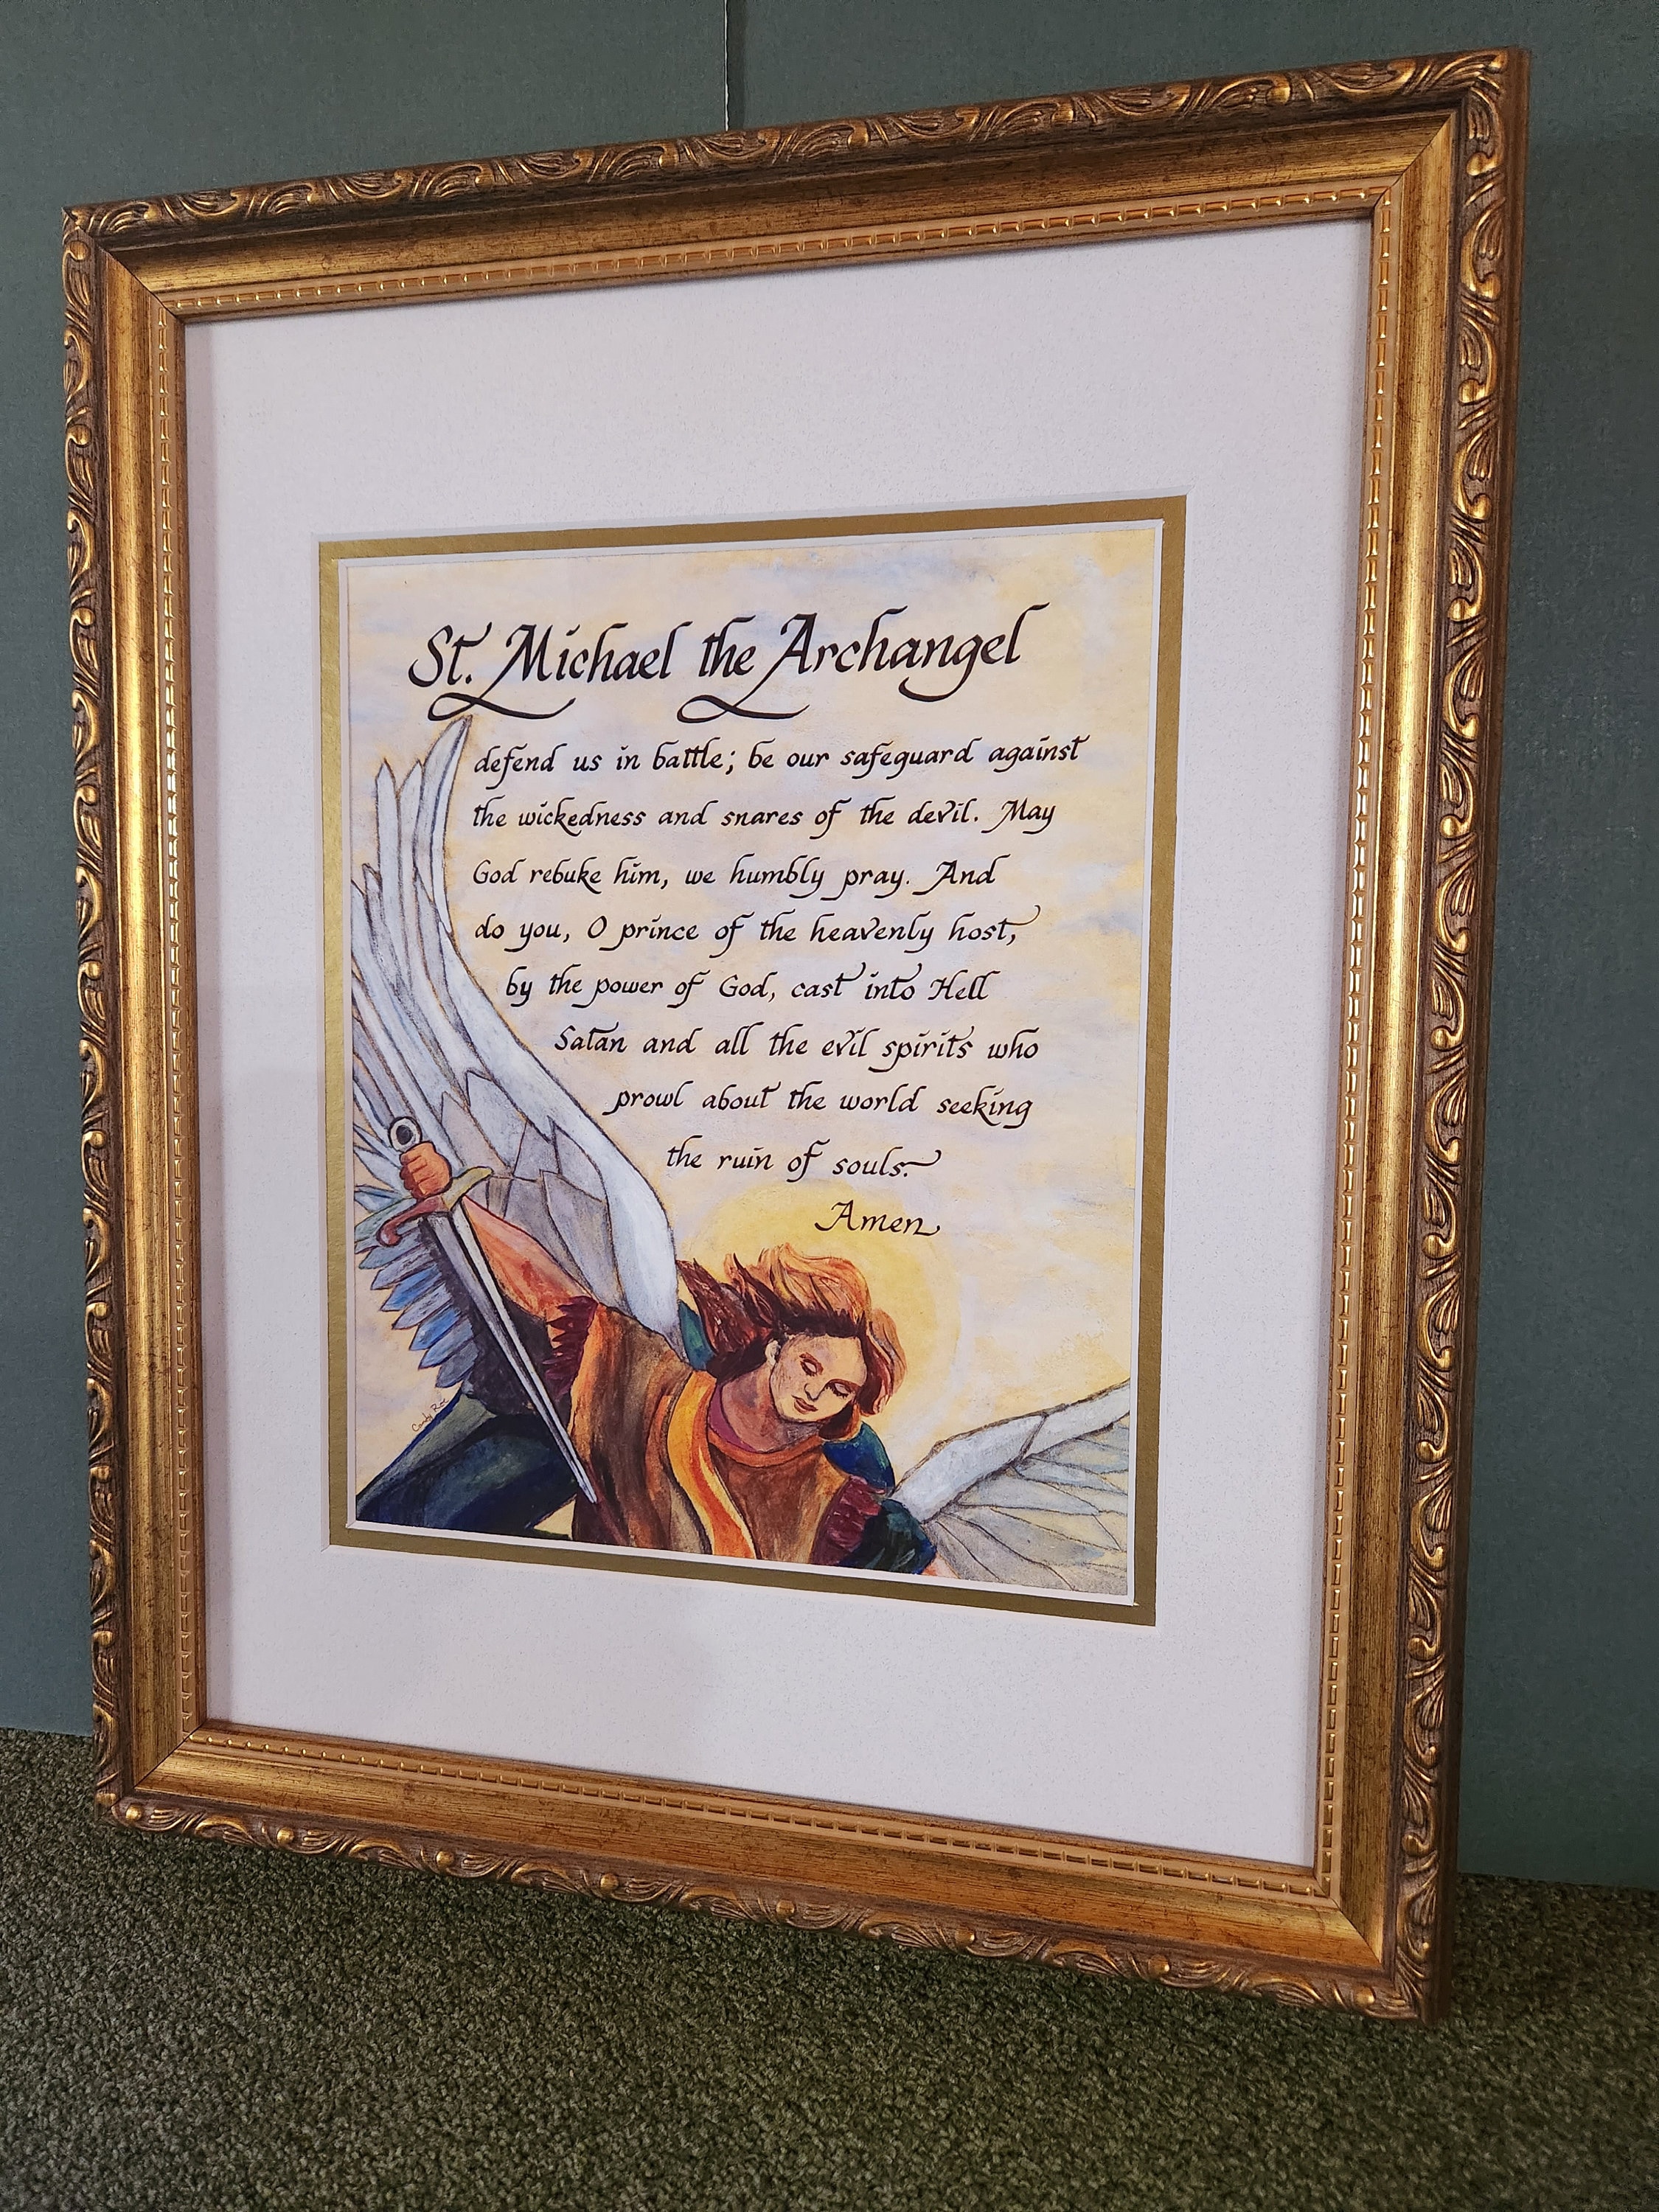 St. Michael the Archangel
defend us in battle; be our safeguard against
the wickedness and snares of the devil. May
God rebuke him, we humbly pray. And
do you, O prince of the heavenly host,
by the power of God, cast into Hell
Satan and all the evil spirits who
prowl about the world seeking
the ruin of souls.
Amen